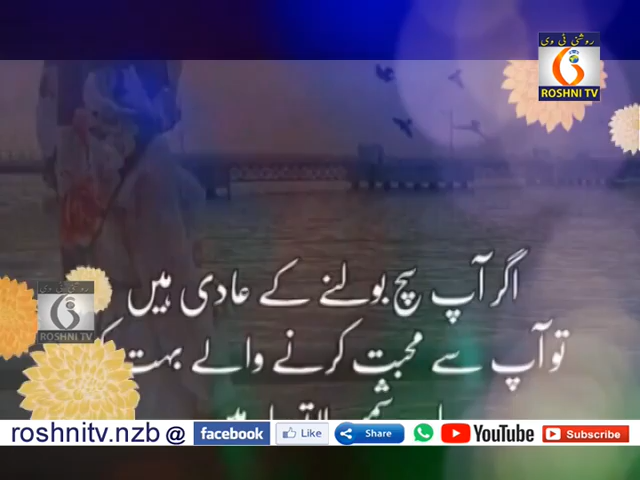 روشنی ٹی وی
ROSHNI TV
اگر آپ سچ بولنے کے عادی ہیں
تو آپ سے محبت کرنے والے بہت
ROSHNI TV
roshnitv.nzb @ facebook Like Share YouTube Subscribe